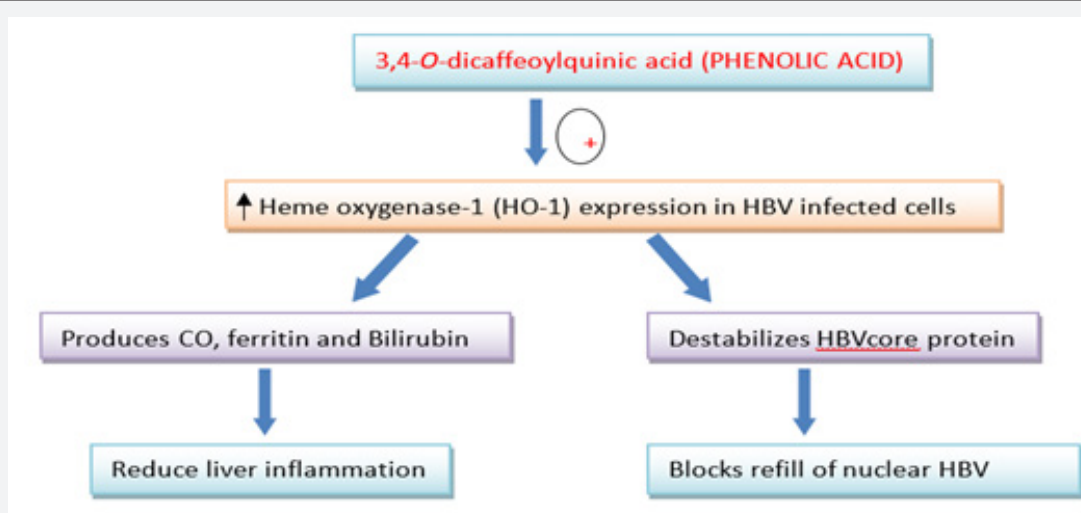 3,4-O-dicaffeoylquinic acid (PHENOLIC ACID)
+
↑ Heme oxygenase-1 (HO-1) expression in HBV infected cells
Produces CO, ferritin and Bilirubin
Destabilizes HBVcore protein
Reduce liver inflammation
Blocks refill of nuclear HBV